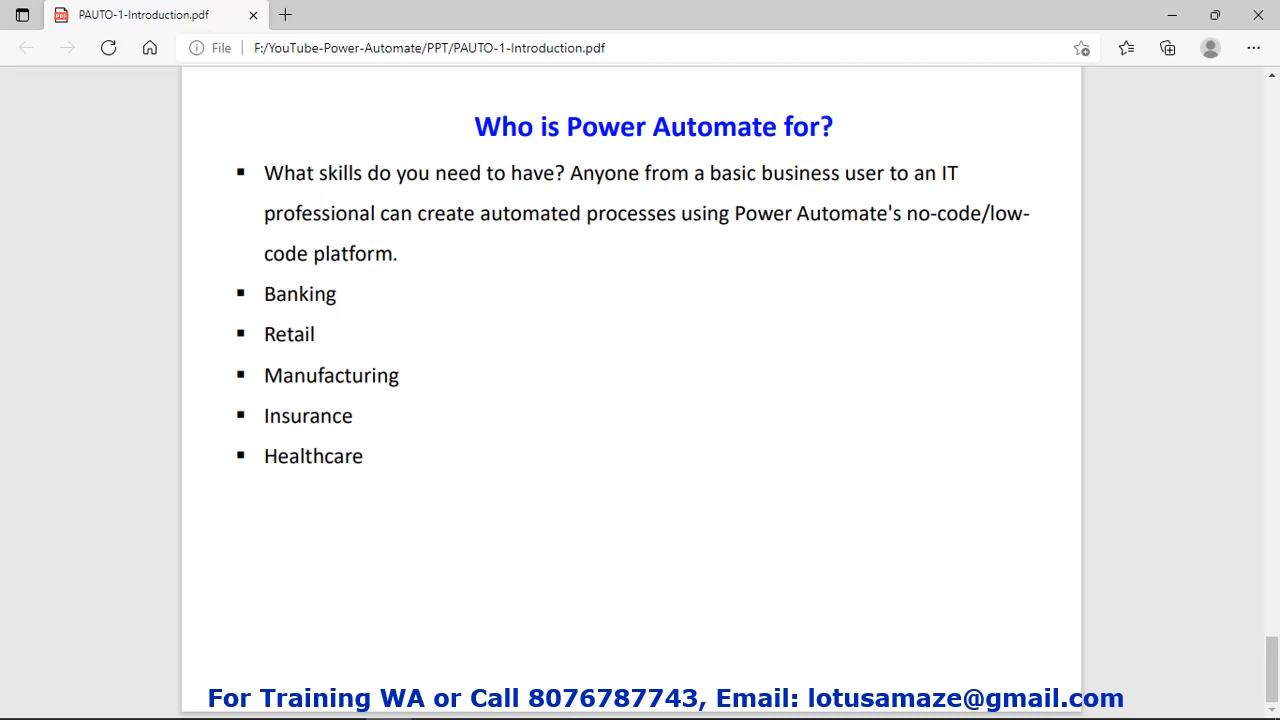 PAUTO-1-Introduction.pdf
File F:/YouTube-Power-Automate/PPT/PAUTO-1-Introduction.pdf
Who is Power Automate for?
▪ What skills do you need to have? Anyone from a basic business user to an IT
professional can create automated processes using Power Automate's no-code/low-
code platform.
▪ Banking
▪ Retail
▪ Manufacturing
▪ Insurance
▪ Healthcare
For Training WA or Call 8076787743, Email: lotusamaze@gmail.com